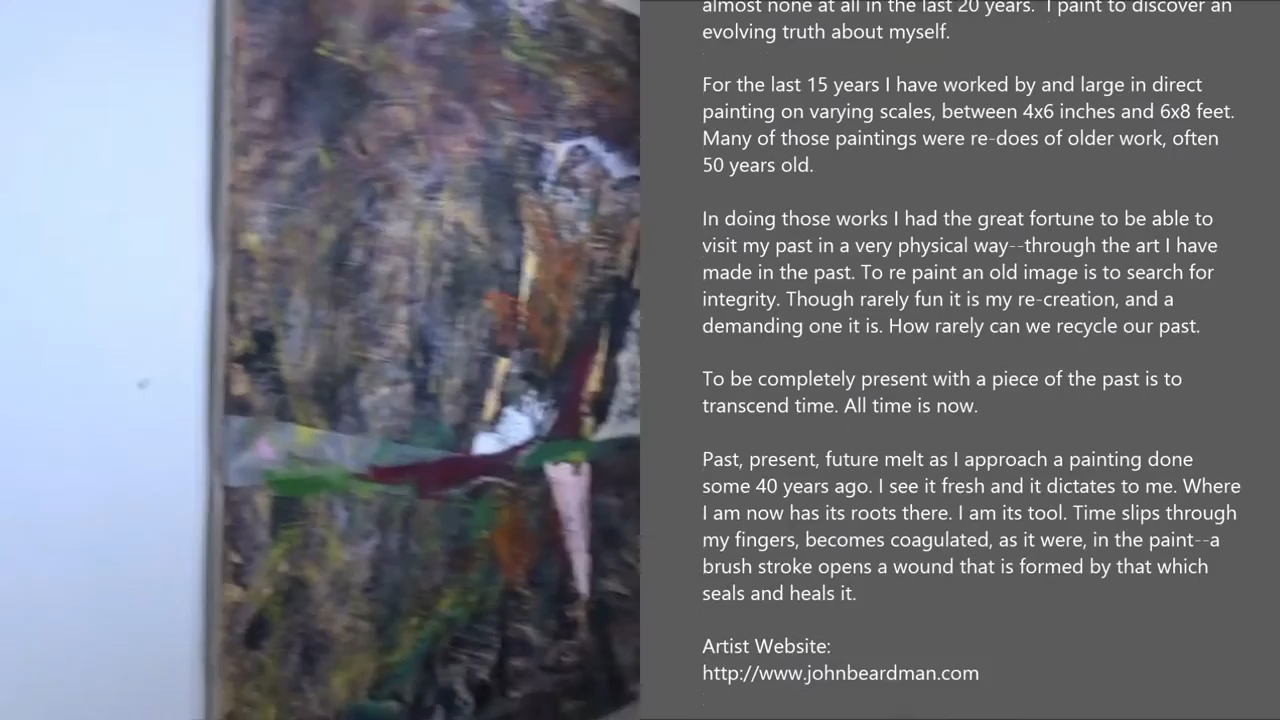 almost none at all in the last 20 years. I paint to discover an
evolving truth about myself.
For the last 15 years I have worked by and large in direct
painting on varying scales, between 4x6 inches and 6x8 feet.
Many of those paintings were re-does of older work, often
50 years old.
In doing those works I had the great fortune to be able to
visit my past in a very physical way--through the art I have
made in the past. To re paint an old image is to search for
integrity. Though rarely fun it is my re-creation, and a
demanding one it is. How rarely can we recycle our past.
To be completely present with a piece of the past is to
transcend time. All time is now.
Past, present, future melt as I approach a painting done
some 40 years ago. I see it fresh and it dictates to me. Where
I am now has its roots there. I am its tool. Time slips through
my fingers, becomes coagulated, as it were, in the paint--a
brush stroke opens a wound that is formed by that which
seals and heals it.
Artist Website:
http://www.johnbeardman.com